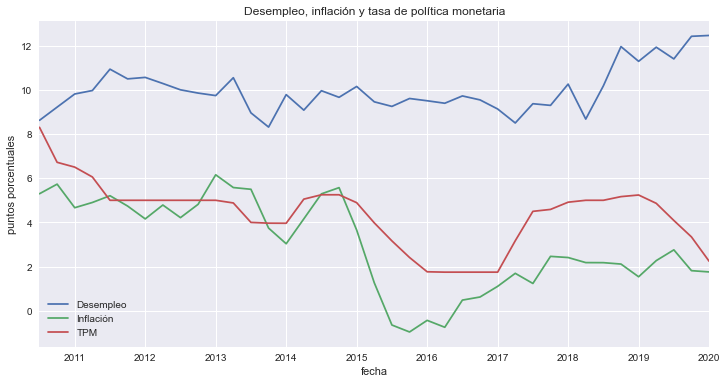 Desempleo, inflación y tasa de política monetaria
puntos porcentuales
12
10
8
6
4
2
0
Desempleo
Inflación
TPM
2011 2012 2013 2014 2015 2016 2017 2018 2019 2020
fecha